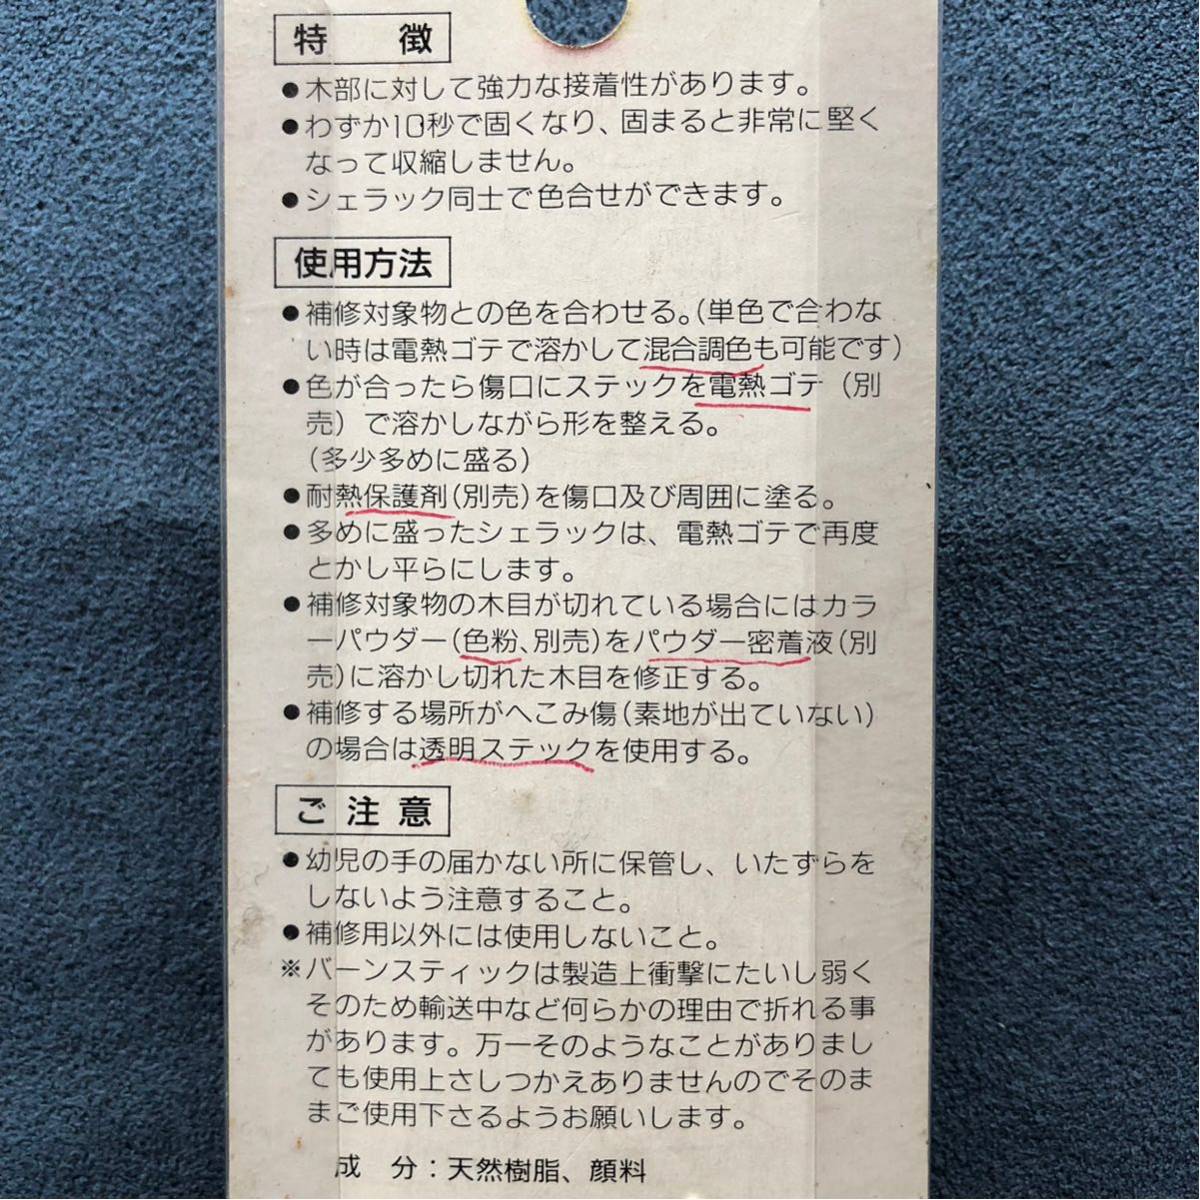 特　徴
●木部に対して強力な接着性があります。
●わずか10秒で固くなり、固まると非常に堅く
なって収縮しません。
●シェラック同士で色合せができます。
使用方法
●補修対象物との色を合わせる。(単色で合わな
い時は電熱ゴテで溶かして混合調色も可能です)
●色が合ったら傷口にステックを電熱ゴテ（別
売）で溶かしながら形を整える。
(多少多めに盛る)
●耐熱保護剤(別売)を傷口及び周囲に塗る。
●多めに盛ったシェラックは、電熱ゴテで再度
とかし平らにします。
●補修対象物の木目が切れている場合にはカラ
ーパウダー(色粉、別売)をパウダー密着液(別
売)に溶かし切れた木目を修正する。
●補修する場所がへこみ傷(素地が出ていない)
の場合は透明ステックを使用する。
ご注意
●幼児の手の届かない所に保管し、いたずらを
しないよう注意すること。
●補修用以外には使用しないこと。
※バーンスティックは製造上衝撃にたいし弱く
そのため輸送中など何らかの理由で折れる事
があります。万一そのようなことがありまし
ても使用上さしつかえありませんのでそのま
まご使用下さるようお願いします。
成　分：天然樹脂、顔料